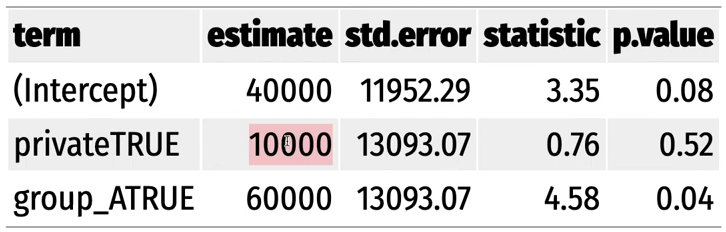 term estimate std.error statistic p.value
(Intercept) 40000 11952.29 3.35 0.08
privateTRUE 10000 13093.07 0.76 0.52
group_ATRUE 60000 13093.07 4.58 0.04